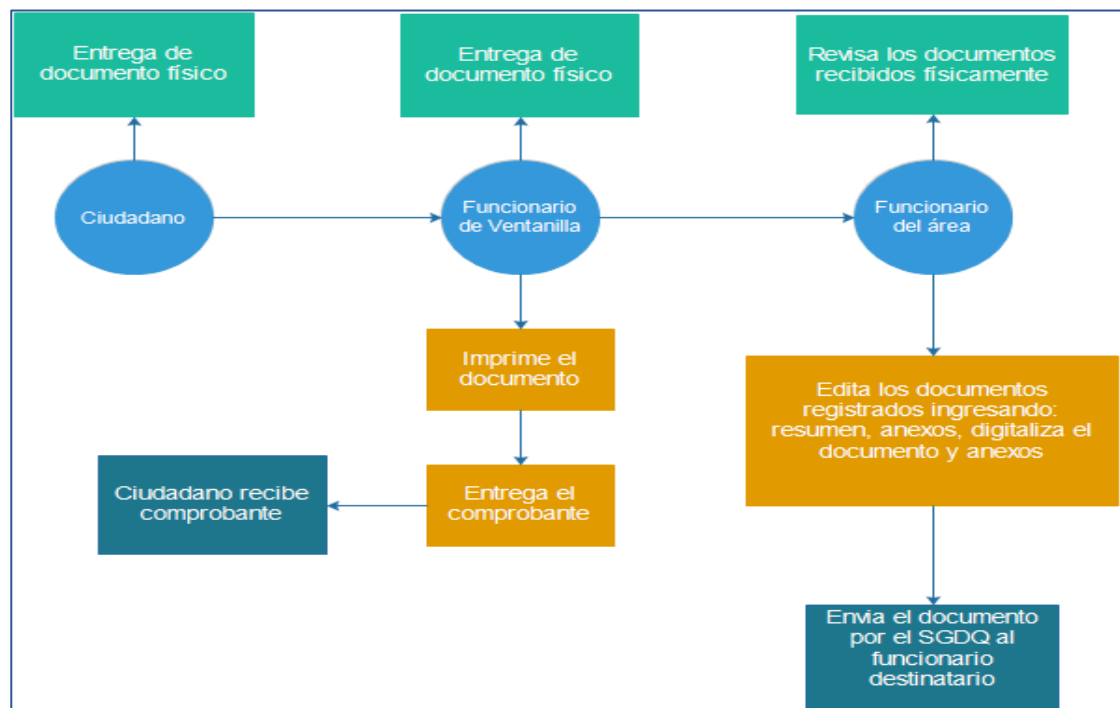 Entrega de
documento físico
Entrega de
documento físico
Revisa los documentos
recibidos físicamente
Ciudadano
Funcionario
de Ventanilla
Funcionario
del área
Imprime el
documento
Edita los documentos
registrados ingresando:
resumen, anexos, digitaliza el
documento y anexos
Ciudadano recibe
comprobante
Entrega el
comprobante
Envia el documento
por el SGDQ al
funcionario
destinatario